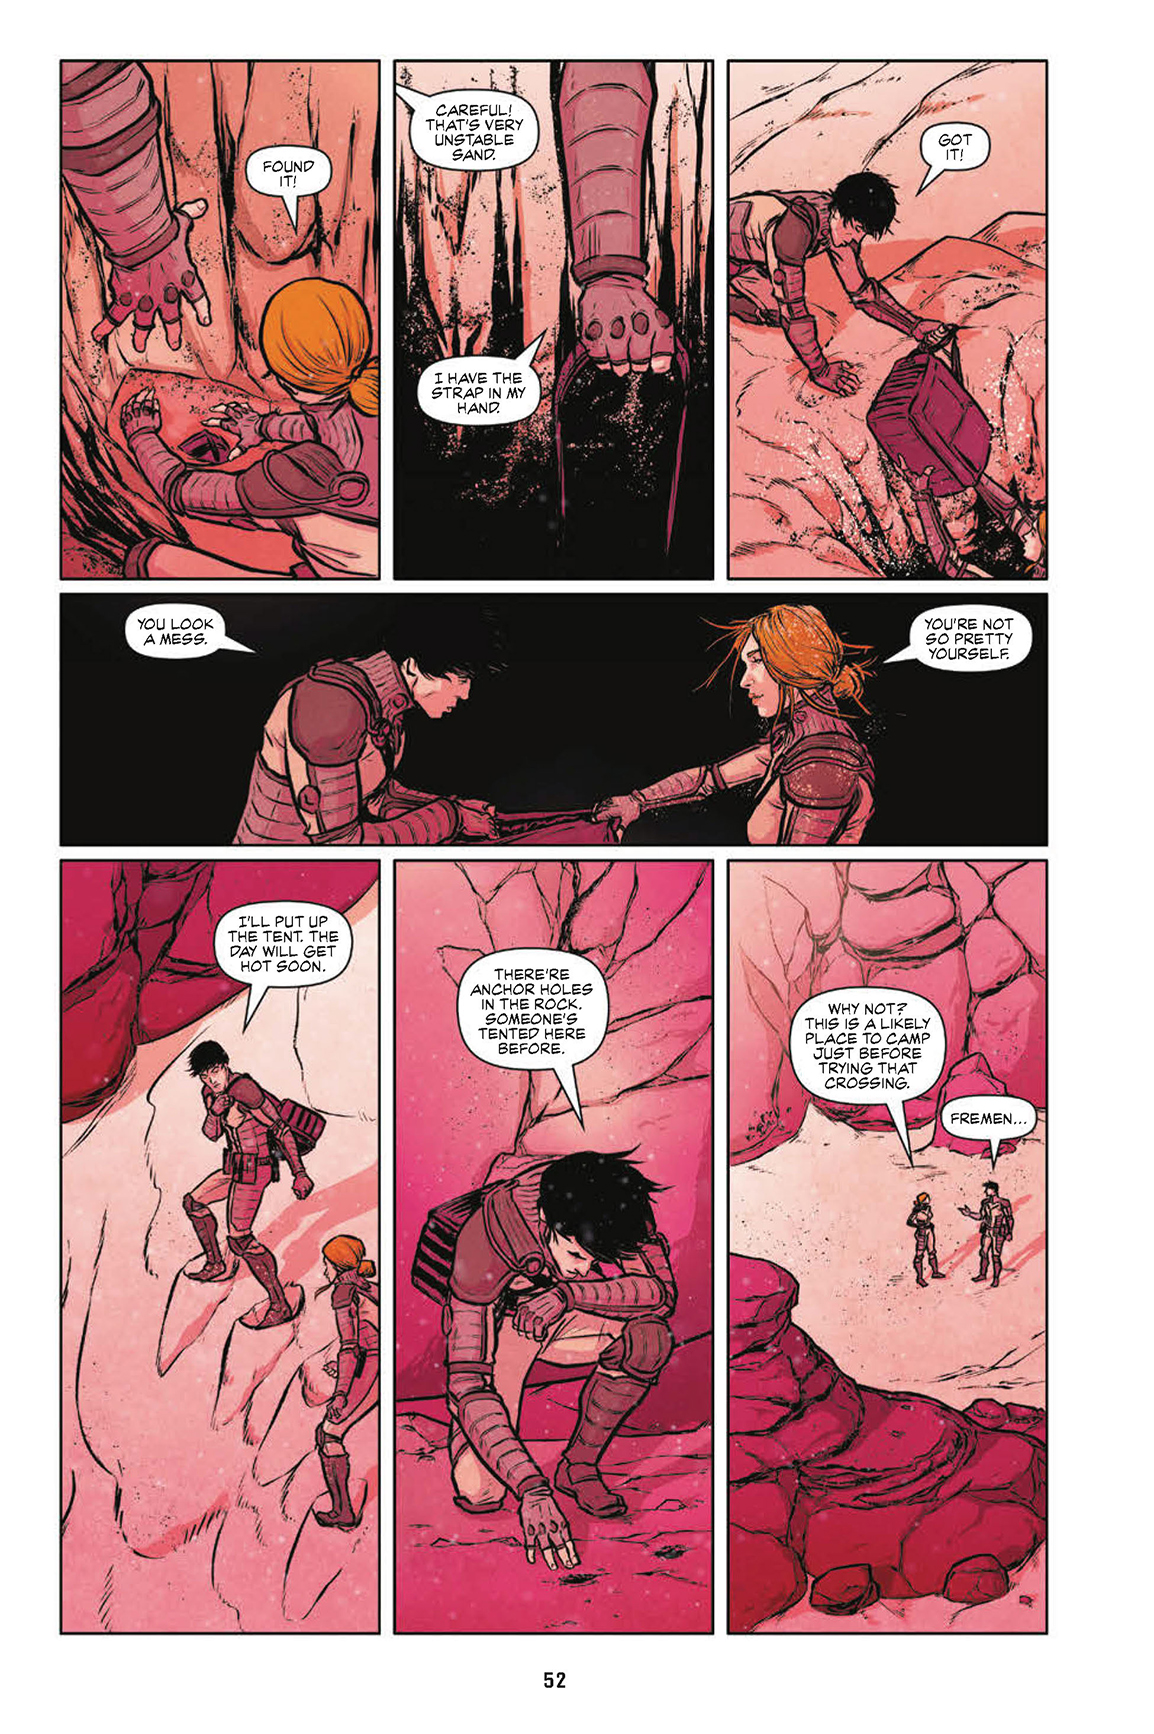 FOUND
IT!
CAREFUL!
THAT'S VERY
UNSTABLE
SAND.
I HAVE THE
STRAP IN MY
HAND.
GOT
IT!
YOU LOOK
A MESS.
YOU'RE NOT
SO PRETTY
YOURSELF.
I'LL PUT UP
THE TENT. THE
DAY WILL GET
HOT SOON.
THERE'RE
ANCHOR HOLES
IN THE ROCK.
SOMEONE'S
TENTED HERE
BEFORE.
WHY NOT?
THIS IS A LIKELY
PLACE TO CAMP
JUST BEFORE
TRYING THAT
CROSSING.
FREMEN...
52